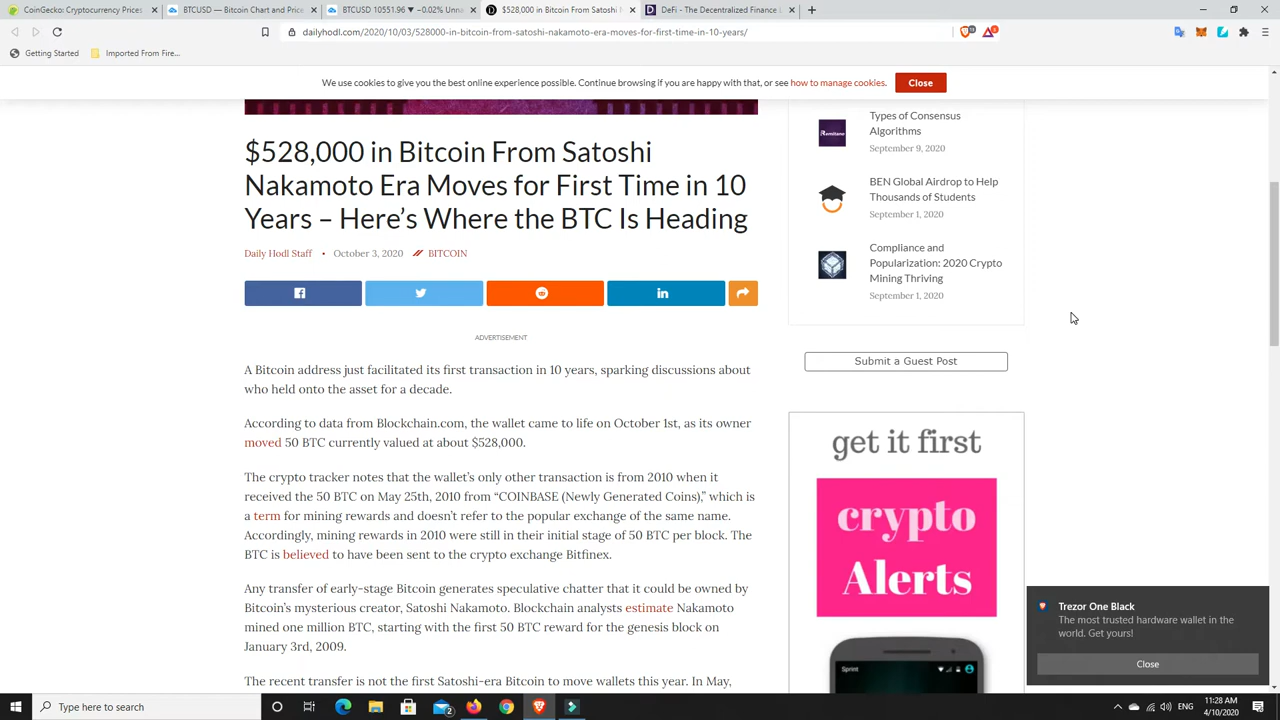 CoinGecko: Cryptocurrency Prices
BTCUSD — Bitcoin Chart and Price
BTCUSD 10551.96 ▼ −0.02% Unna
$528,000 in Bitcoin From Satoshi N
DeFi - The Decentralized Finance L
dailyhodl.com/2020/10/03/528000-in-bitcoin-from-satoshi-nakamoto-era-moves-for-first-time-in-10-years/
Getting Started
Imported From Fire...
We use cookies to give you the best online experience possible. Continue browsing if you are happy with that, or see how to manage cookies.
Close
$528,000 in Bitcoin From Satoshi
Nakamoto Era Moves for First Time in 10
Years – Here's Where the BTC Is Heading
Daily Hodl Staff • October 3, 2020 // BITCOIN
ADVERTISEMENT
A Bitcoin address just facilitated its first transaction in 10 years, sparking discussions about
who held onto the asset for a decade.
According to data from Blockchain.com, the wallet came to life on October 1st, as its owner
moved 50 BTC currently valued at about $528,000.
The crypto tracker notes that the wallet's only other transaction is from 2010 when it
received the 50 BTC on May 25th, 2010 from “COINBASE (Newly Generated Coins),” which is
a term for mining rewards and doesn't refer to the popular exchange of the same name.
Accordingly, mining rewards in 2010 were still in their initial stage of 50 BTC per block. The
BTC is believed to have been sent to the crypto exchange Bitfinex.
Any transfer of early-stage Bitcoin generates speculative chatter that it could be owned by
Bitcoin's mysterious creator, Satoshi Nakamoto. Blockchain analysts estimate Nakamoto
mined one million BTC, starting with the first 50 BTC reward for the genesis block on
January 3rd, 2009.
The recent transfer is not the first Satoshi-era Bitcoin to move wallets this year. In May,
Remitano
Types of Consensus
Algorithms
September 9, 2020
BEN Global Airdrop to Help
Thousands of Students
September 1, 2020
Compliance and
Popularization: 2020 Crypto
Mining Thriving
September 1, 2020
Submit a Guest Post
get it first
crypto
Alerts
Sprint
Trezor One Black
The most trusted hardware wallet in the
world. Get yours!
Close
Type here to search
2
ENG
11:28 AM
4/10/2020